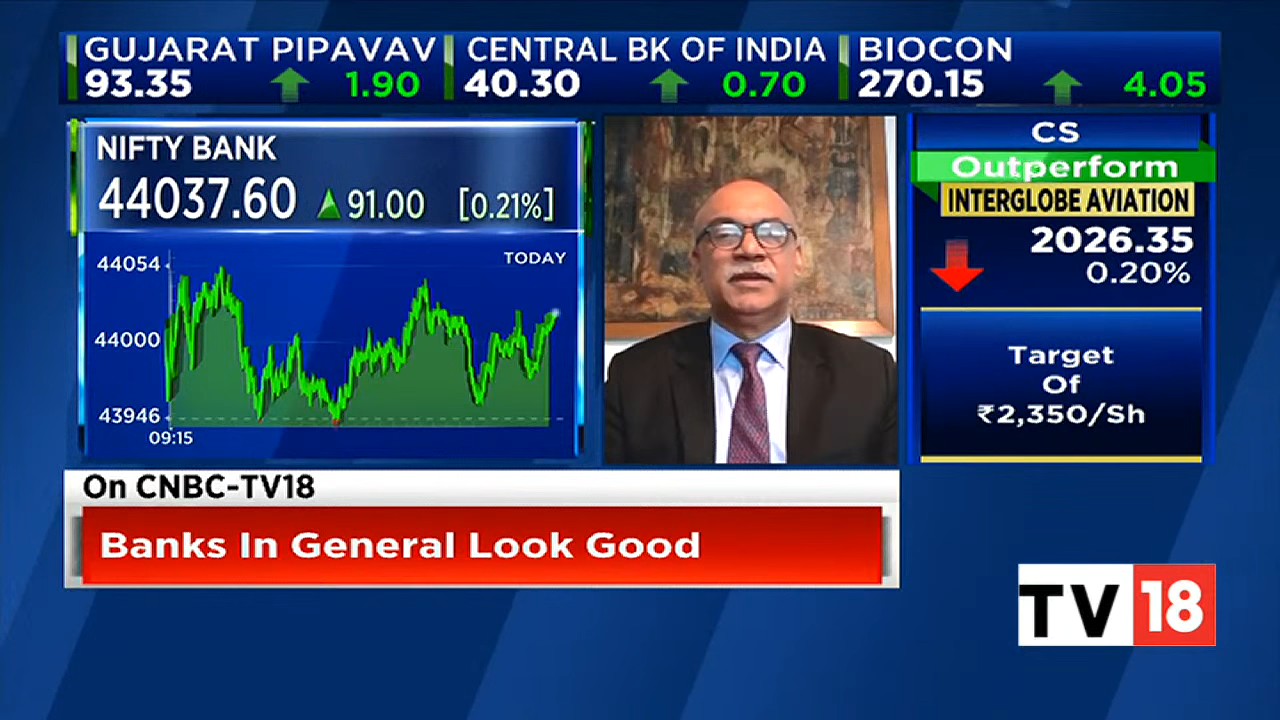 GUJARAT PIPAVAV
93.35 1.90
CENTRAL BK OF INDIA
40.30 0.70
BIOCON
270.15 4.05
NIFTY BANK
44037.60 91.00 [0.21%]
TODAY
44054
44000
43946
09:15
CS
Outperform
INTERGLOBE AVIATION
2026.35
0.20%
Target
Of
₹2,350/Sh
On CNBC-TV18
Banks In General Look Good
TV18